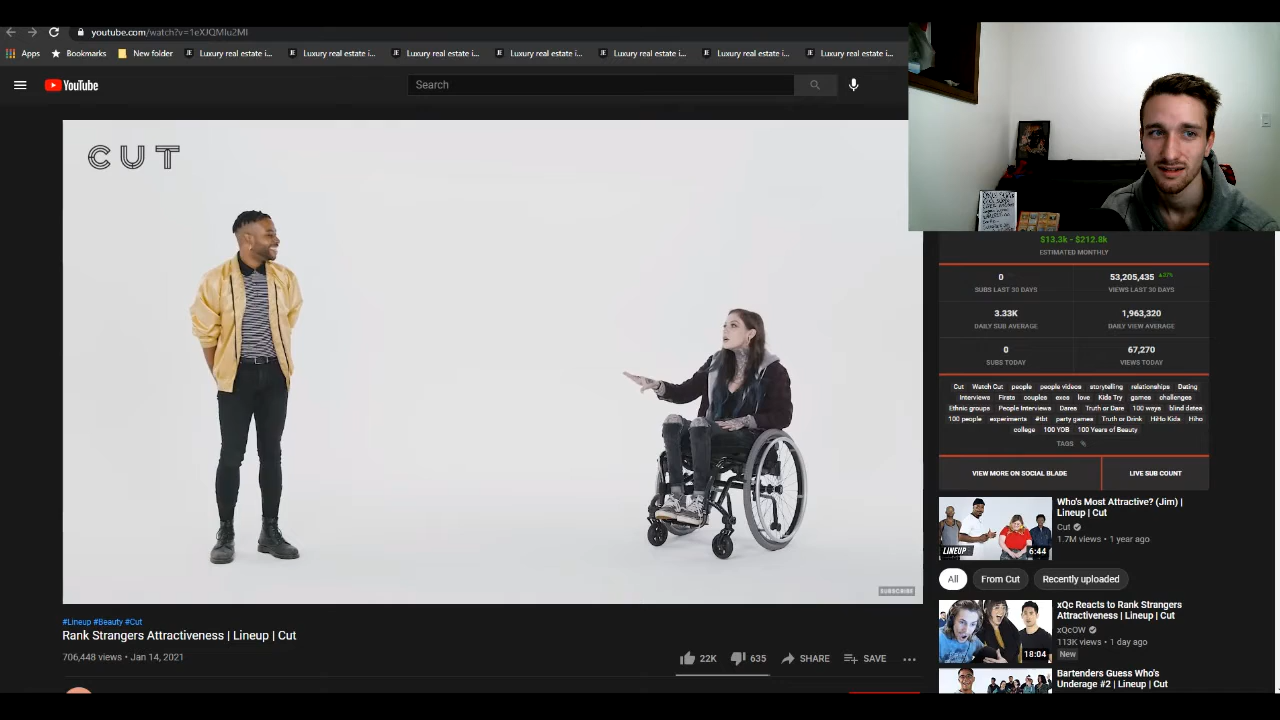 youtube.com/watch?v=1eXJQMIu2MI
Apps Bookmarks New folder Luxury real estate i... Luxury real estate i... Luxury real estate i... Luxury real estate i... Luxury real estate i... Luxury real estate i... Luxury real estate i...
YouTube
Search
CUT
SUBSCRIBE
#Lineup #Beauty #Cut
Rank Strangers Attractiveness | Lineup | Cut
706,448 views • Jan 14, 2021
22K 635 SHARE SAVE ...
$13.3k - $212.8k
ESTIMATED MONTHLY
0 53,205,435
SUBS LAST 30 DAYS VIEWS LAST 30 DAYS
3.33K 1,963,320
DAILY SUB AVERAGE DAILY VIEW AVERAGE
0 67,270
SUBS TODAY VIEWS TODAY
Cut Watch Cut people people videos storytelling relationships Dating
Interviews Firsts couples exes love Kids Try games challenges
Ethnic groups People Interviews Dares Truth or Dare 100 ways blind dates
100 people experiments #tbt party games Truth or Drink HiHo Kids Hiho
college 100 YOB 100 Years of Beauty
TAGS
VIEW MORE ON SOCIAL BLADE LIVE SUB COUNT
LINEUP
6:44
Who's Most Attractive? (Jim) |
Lineup | Cut
Cut
1.7M views • 1 year ago
All From Cut Recently uploaded
18:04
xQc Reacts to Rank Strangers
Attractiveness | Lineup | Cut
xQcOW
113K views • 1 day ago
New
Bartenders Guess Who's
Underage #2 | Lineup | Cut